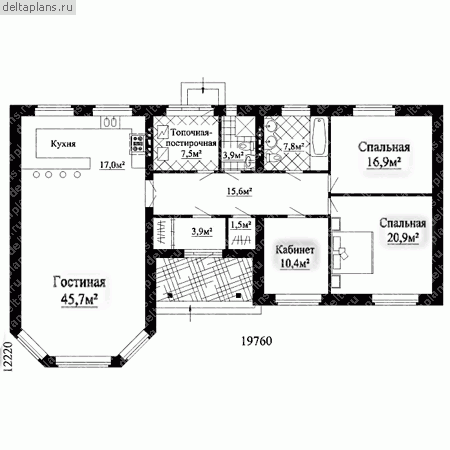 deltaplans.ru
Кухня
17,0м²
Топочная-
постирочная
7,5м²
3,9м²
7,8м²
Спальная
16,9м²
15,6м²
3,9м²
1,5м²
Кабинет
10,4м²
Спальная
20,9м²
Гостиная
45,7м²
19760
12220